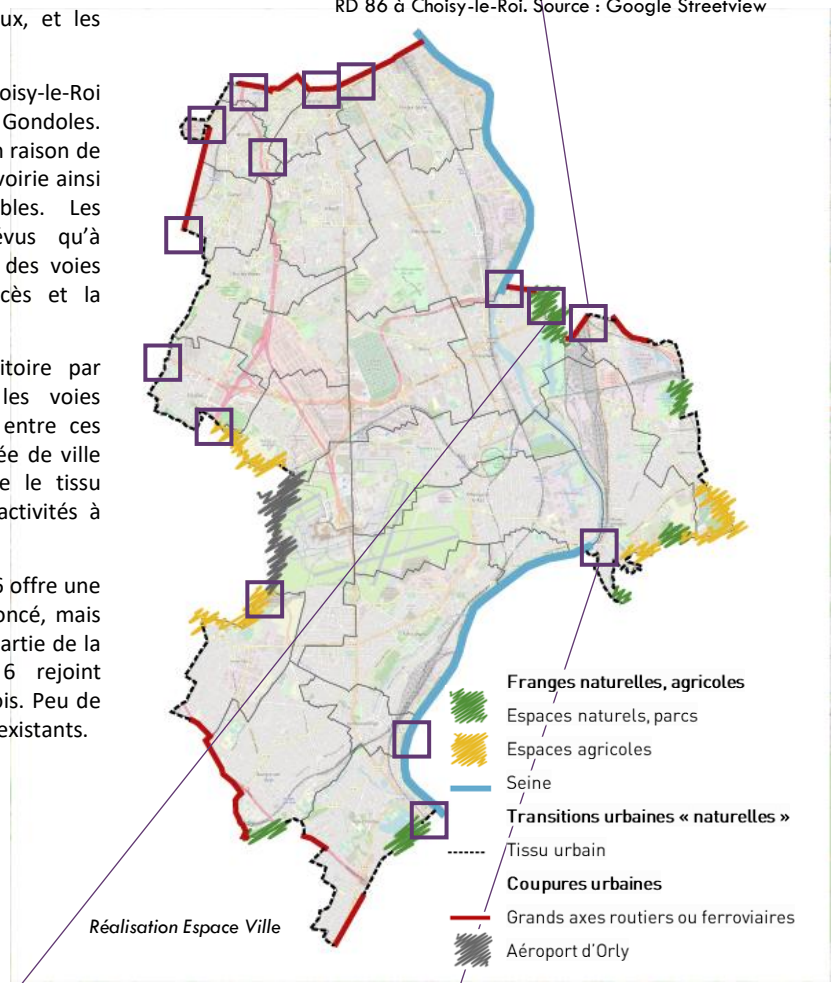 RD 86 à Choisy-le-Roi. Source : Google Streetview
ux, et les
oisy-le-Roi
Gondoles.
n raison de
voirie ainsi
bles. Les
évus qu'à
des voies
cès et la
itoire par
les voies
entre ces
ée de ville
e le tissu
activités à
6 offre une
oncé, mais
artie de la
6 rejoint
ois. Peu de
existants.
Franges naturelles, agricoles
Espaces naturels, parcs
Espaces agricoles
Seine
Transitions urbaines « naturelles »
Tissu urbain
Coupures urbaines
Grands axes routiers ou ferroviaires
Aéroport d'Orly
Réalisation Espace Ville